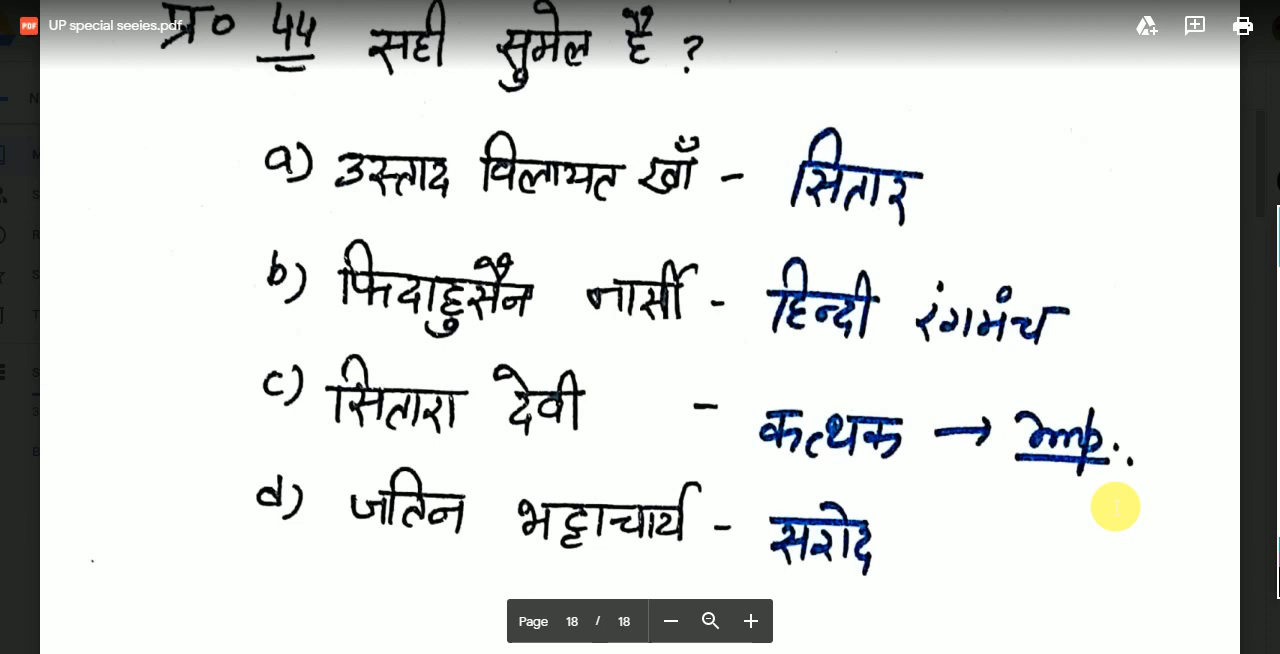 UP special seeies.pdf
प्र० 44 सही सुमेल है ?
a) उस्ताद विलायत खाँ - सितार
b) फिदाहुसैन नार्सी - हिन्दी रंगमंच
c) सितारा देवी - कत्थक → Imp..
d) जतिन भट्टाचार्य - सरोद
Page 18 / 18